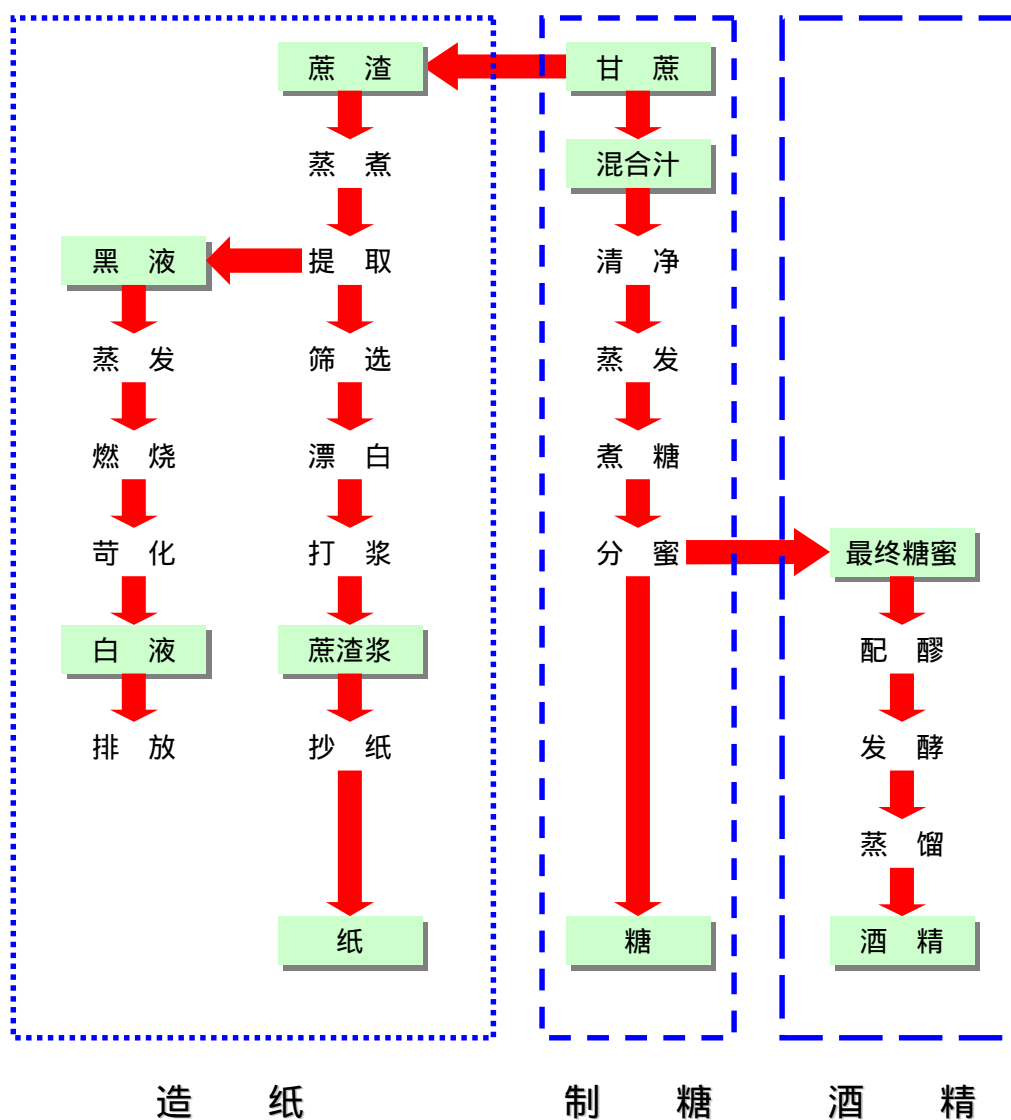 蔗 渣
甘 蔗
蒸 煮
混合汁
黑 液
提 取
清 净
蒸 发
筛 选
蒸 发
燃 烧
漂 白
煮 糖
苛 化
打 浆
分 蜜
最终糖蜜
白 液
蔗渣浆
配 醪
排 放
抄 纸
发 酵
蒸 馏
纸
糖
酒 精
造 纸
制 糖
酒 精